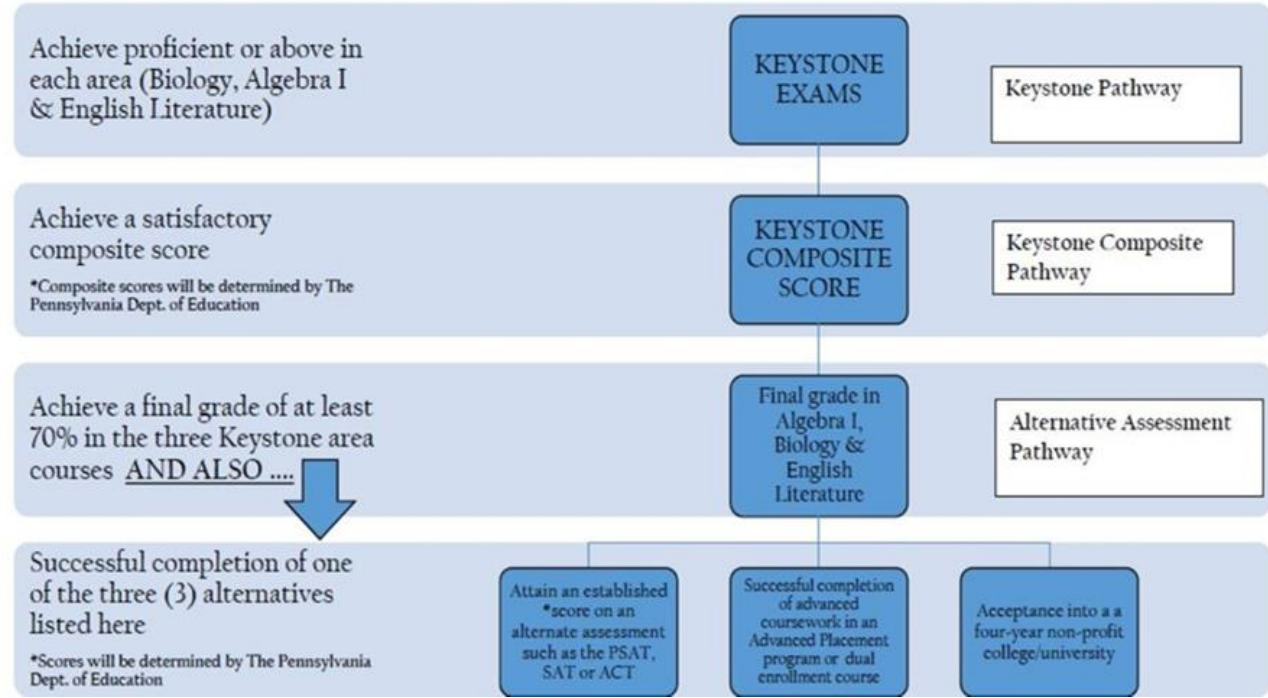 Achieve proficient or above in
each area (Biology, Algebra I
& English Literature)
KEYSTONE
EXAMS
Keystone Pathway
Achieve a satisfactory
composite score
*Composite scores will be determined by The
Pennsylvania Dept. of Education
KEYSTONE
COMPOSITE
SCORE
Keystone Composite
Pathway
Achieve a final grade of at least
70% in the three Keystone area
courses AND ALSO ....
Final grade in
Algebra I,
Biology &
English
Literature
Alternative Assessment
Pathway
Successful completion of one
of the three (3) alternatives
listed here
*Scores will be determined by The Pennsylvania
Dept. of Education
Attain an established
*score on an
alternate assessment
such as the PSAT,
SAT or ACT
Successful completion
of advanced
coursework in an
Advanced Placement
program or dual
enrollment course
Acceptance into a a
four-year non-profit
college/university